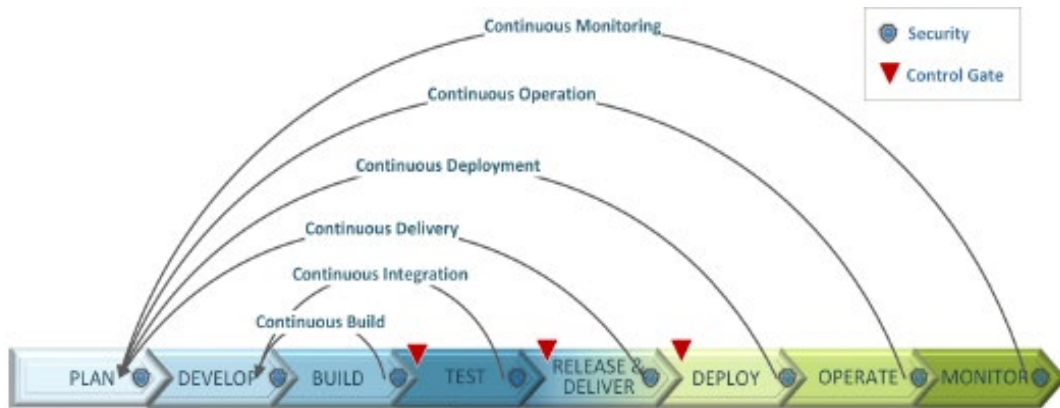 Continuous Monitoring
Security
Control Gate
Continuous Operation
Continuous Deployment
Continuous Delivery
Continuous Integration
Continuous Build
PLAN
DEVELOP
BUILD
TEST
RELEASE &
DELIVER
DEPLOY
OPERATE
MONITOR